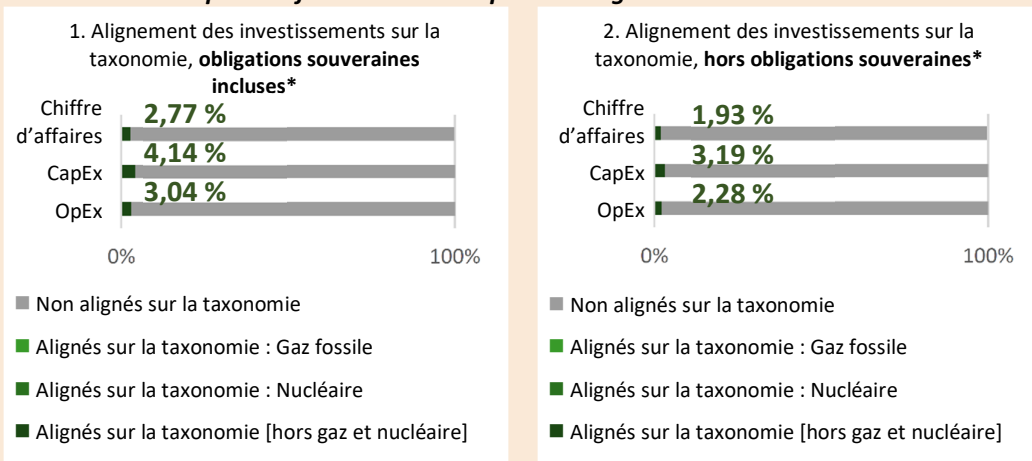 1. Alignement des investissements sur la
taxonomie, obligations souveraines
incluses*
Chiffre
d'affaires
2,77 %
CapEx
4,14 %
OpEx
3,04 %
0%
100%
Non alignés sur la taxonomie
Alignés sur la taxonomie : Gaz fossile
Alignés sur la taxonomie : Nucléaire
Alignés sur la taxonomie [hors gaz et nucléaire]
2. Alignement des investissements sur la
taxonomie, hors obligations souveraines*
Chiffre
d'affaires
1,93 %
CapEx
3,19 %
OpEx
2,28 %
0%
100%
Non alignés sur la taxonomie
Alignés sur la taxonomie : Gaz fossile
Alignés sur la taxonomie : Nucléaire
Alignés sur la taxonomie [hors gaz et nucléaire]